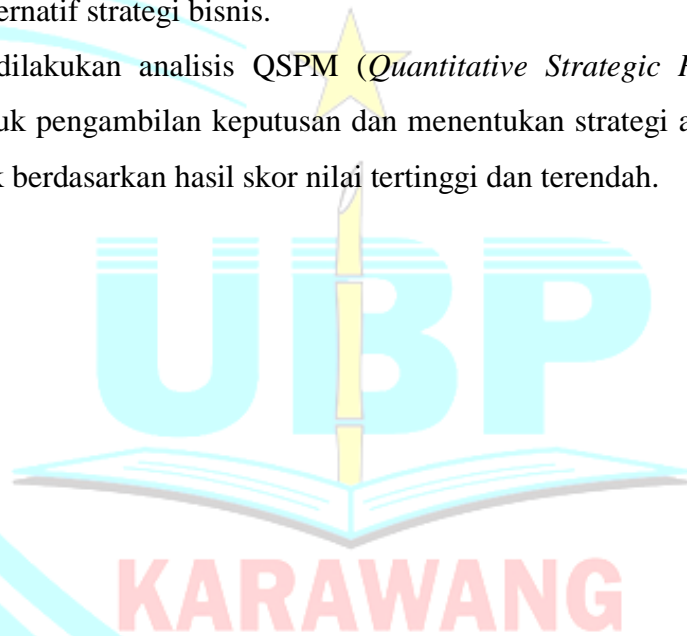 ernatif strategi bisnis.
dilakukan analisis QSPM (Quantitative Strategic
uk pengambilan keputusan dan menentukan strategi a
k berdasarkan hasil skor nilai tertinggi dan terendah.
UBP
KARAWANG